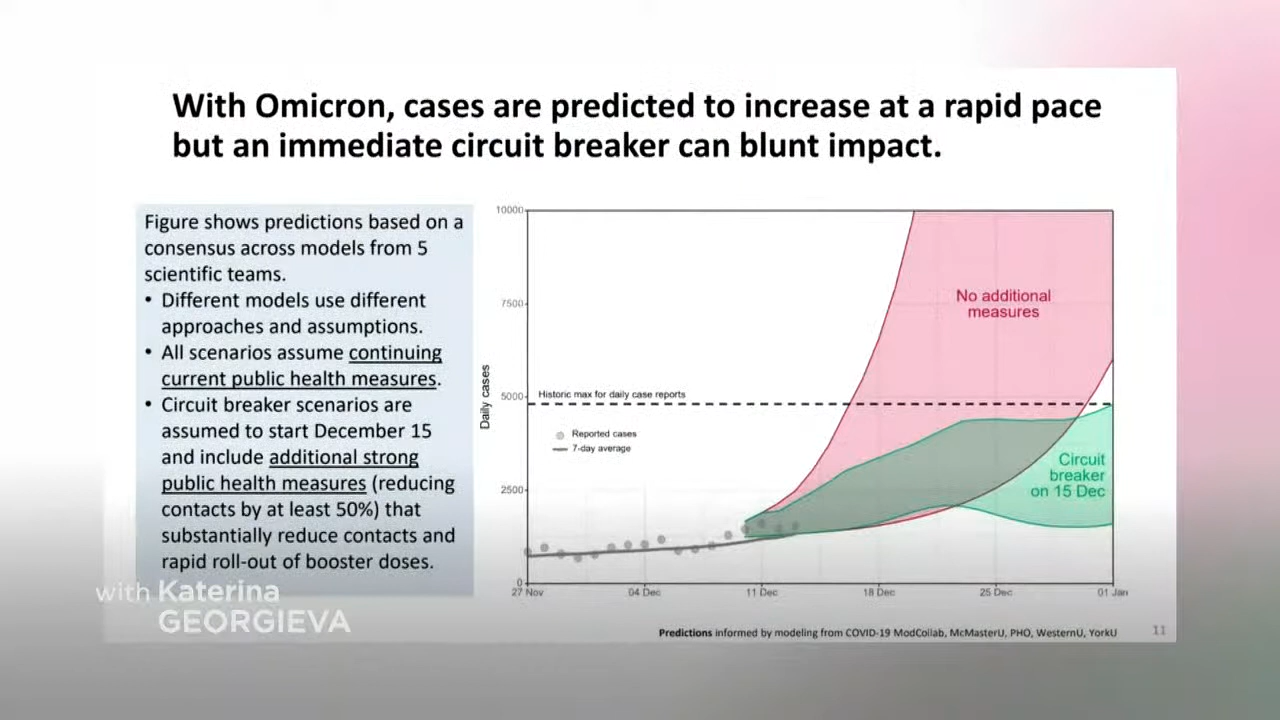 With Omicron, cases are predicted to increase at a rapid pace
but an immediate circuit breaker can blunt impact.
Figure shows predictions based on a
consensus across models from 5
scientific teams.
• Different models use different
approaches and assumptions.
• All scenarios assume continuing
current public health measures.
• Circuit breaker scenarios are
assumed to start December 15
and include additional strong
public health measures (reducing
contacts by at least 50%) that
substantially reduce contacts and
rapid roll-out of booster doses.
with Katerina
GEORGIEVA
10000
7500
5000
2500
0
Daily cases
No additional
measures
Historic max for daily case reports
Reported cases
7-day average
Circuit
breaker
on 15 Dec
27 Nov
04 Dec
11 Dec
18 Dec
25 Dec
01 Jan
Predictions informed by modeling from COVID-19 ModCollab, McMasterU, PHO, WesternU, YorkU
11